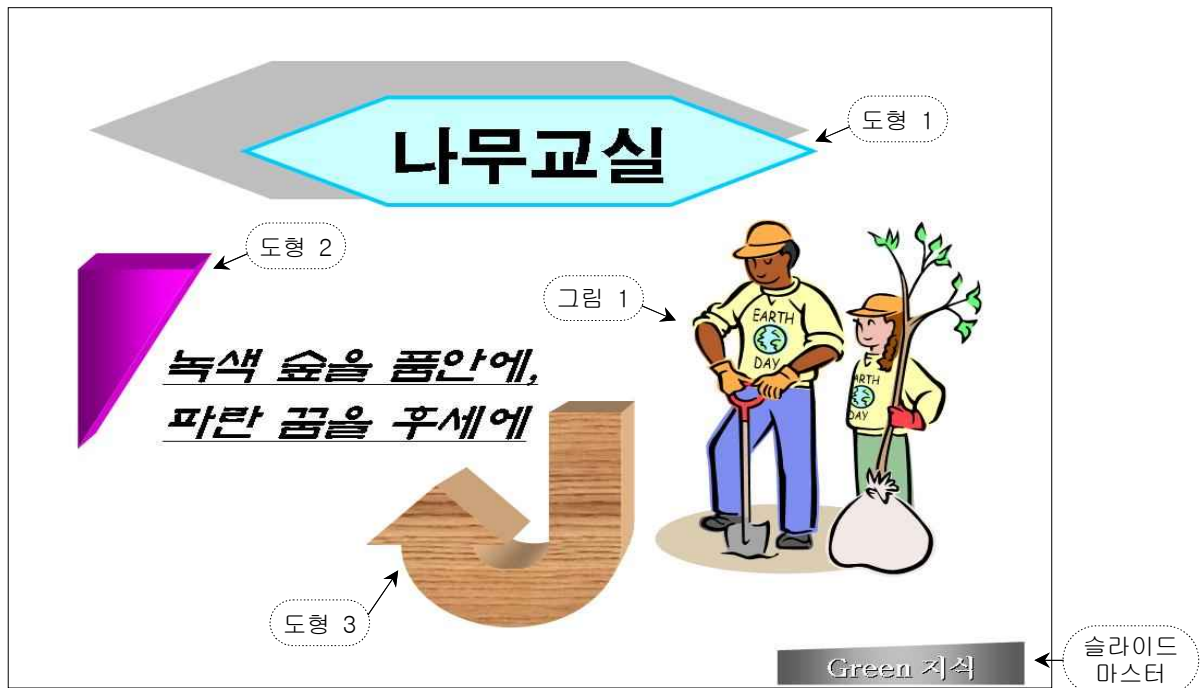 나무교실
도형 1
도형 2
그림 1
EARTH
DAY
EARTH
DAY
녹색 숲을 품안에,
파란 꿈을 후세에
도형 3
Green 지식
슬라이드
마스터